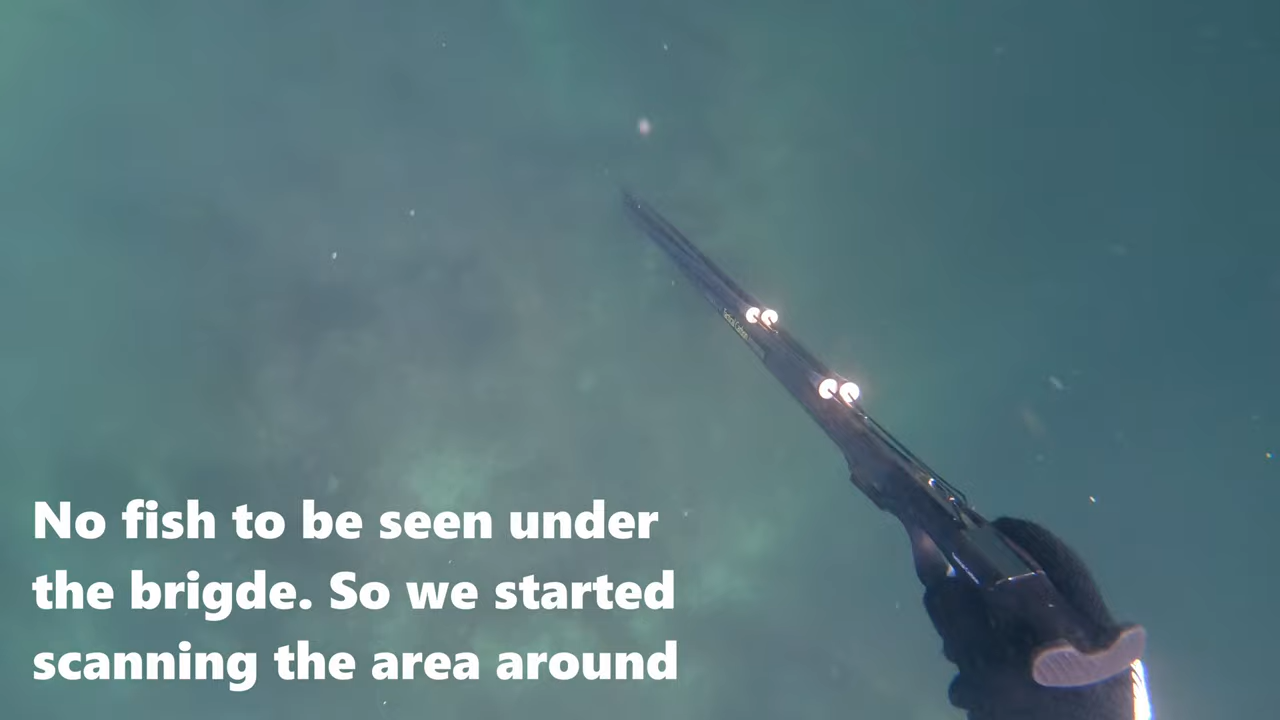 No fish to be seen under
the brigde. So we started
scanning the area around